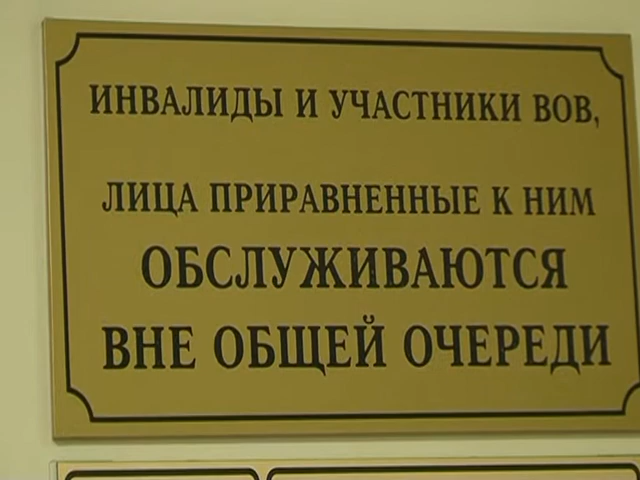 ИНВАЛИДЫ И УЧАСТНИКИ ВОВ,
ЛИЦА ПРИРАВНЕННЫЕ К НИМ
ОБСЛУЖИВАЮТСЯ
ВНЕ ОБЩЕЙ ОЧЕРЕДИ